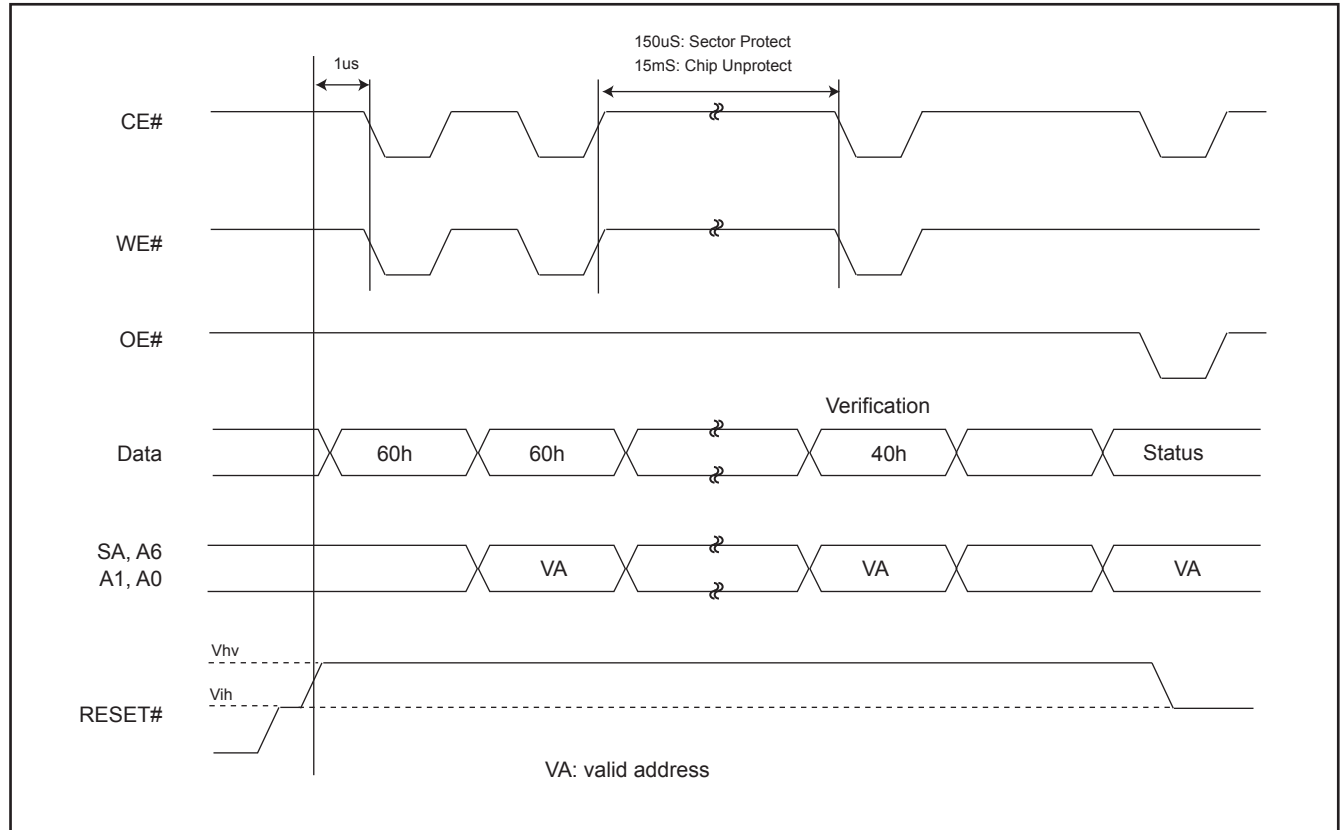 150uS: Sector Protect
15mS: Chip Unprotect
1us
CE#
WE#
OE#
Verification
Data 60h 60h 40h Status
SA, A6
A1, A0
VA VA VA
Vhv
Vih
RESET#
VA: valid address